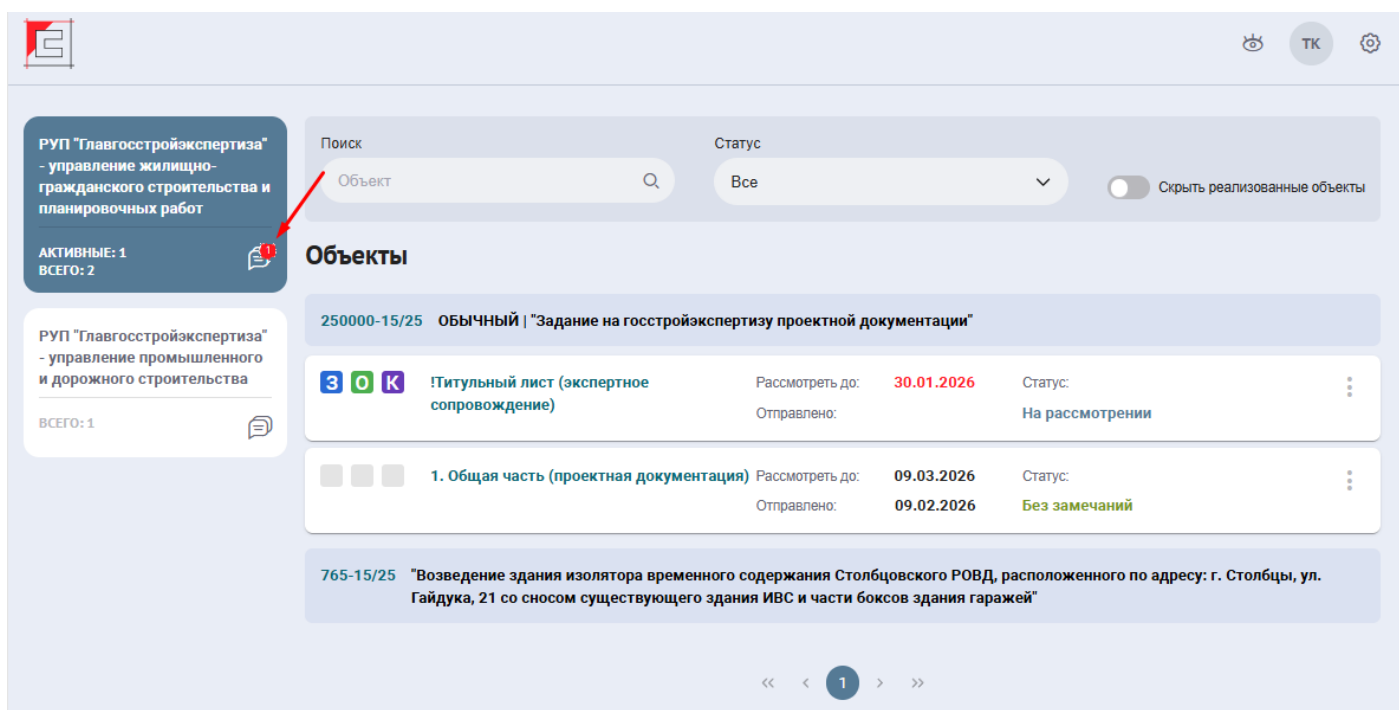 ТК
РУП "Главгосстройэкспертиза"
- управление жилищно-
гражданского строительства и
планировочных работ
АКТИВНЫЕ: 1
ВСЕГО: 2
1
РУП "Главгосстройэкспертиза"
- управление промышленного
и дорожного строительства
ВСЕГО: 1
Поиск
Объект
Статус
Все
Скрыть реализованные объекты
Объекты
250000-15/25 ОБЫЧНЫЙ | "Задание на госстройэкспертизу проектной документации"
З О К
!Титульный лист (экспертное
сопровождение)
Рассмотреть до: 30.01.2026
Отправлено:
Статус:
На рассмотрении
1. Общая часть (проектная документация)
Рассмотреть до: 09.03.2026
Отправлено: 09.02.2026
Статус:
Без замечаний
765-15/25 "Возведение здания изолятора временного содержания Столбцовского РОВД, расположенного по адресу: г. Столбцы, ул.
Гайдука, 21 со сносом существующего здания ИВС и части боксов здания гаражей"
« ‹ 1 › »